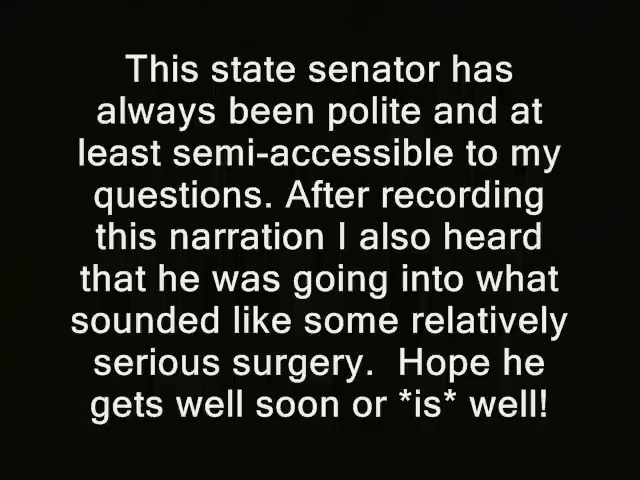 This state senator has
always been polite and at
least semi-accessible to my
questions. After recording
this narration I also heard
that he was going into what
sounded like some relatively
serious surgery.  Hope he
gets well soon or *is* well!